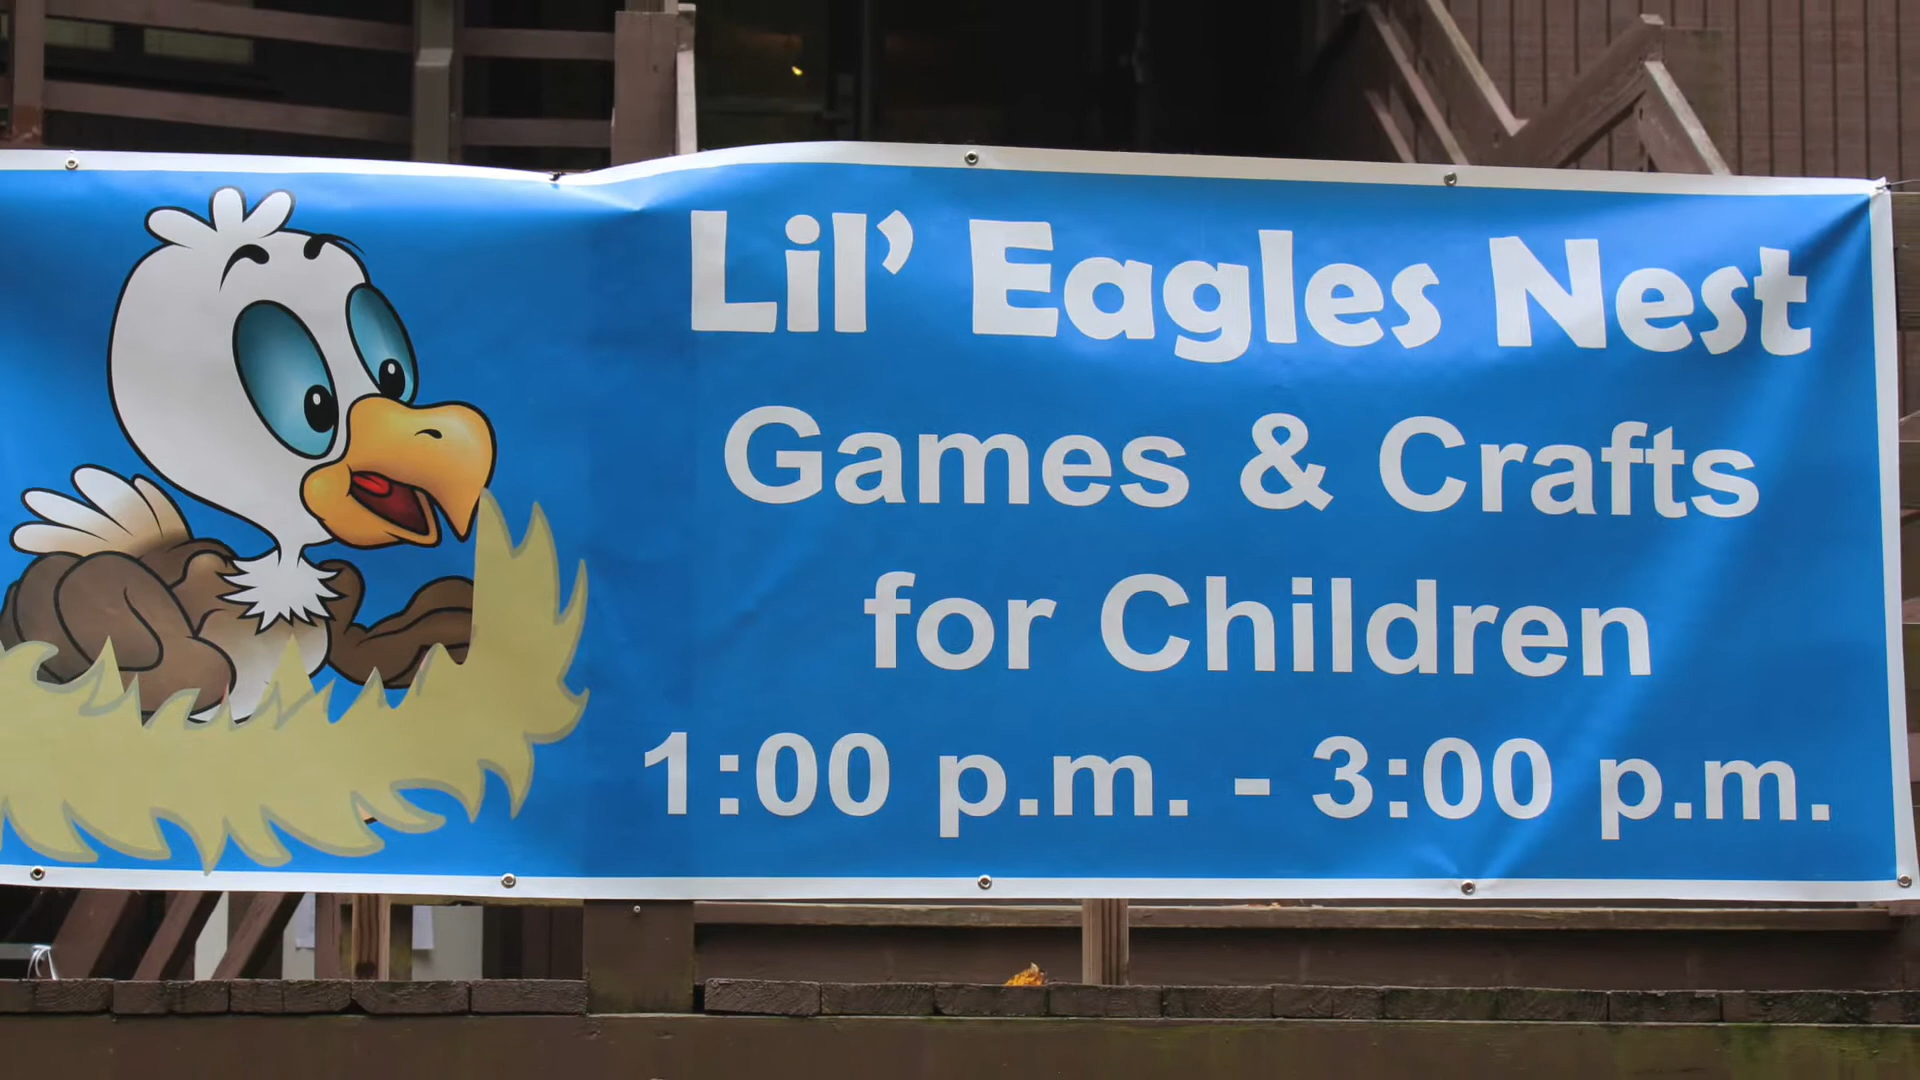 Lil’ Eagles Nest
Games & Crafts
for Children
1:00 p.m. - 3:00 p.m.